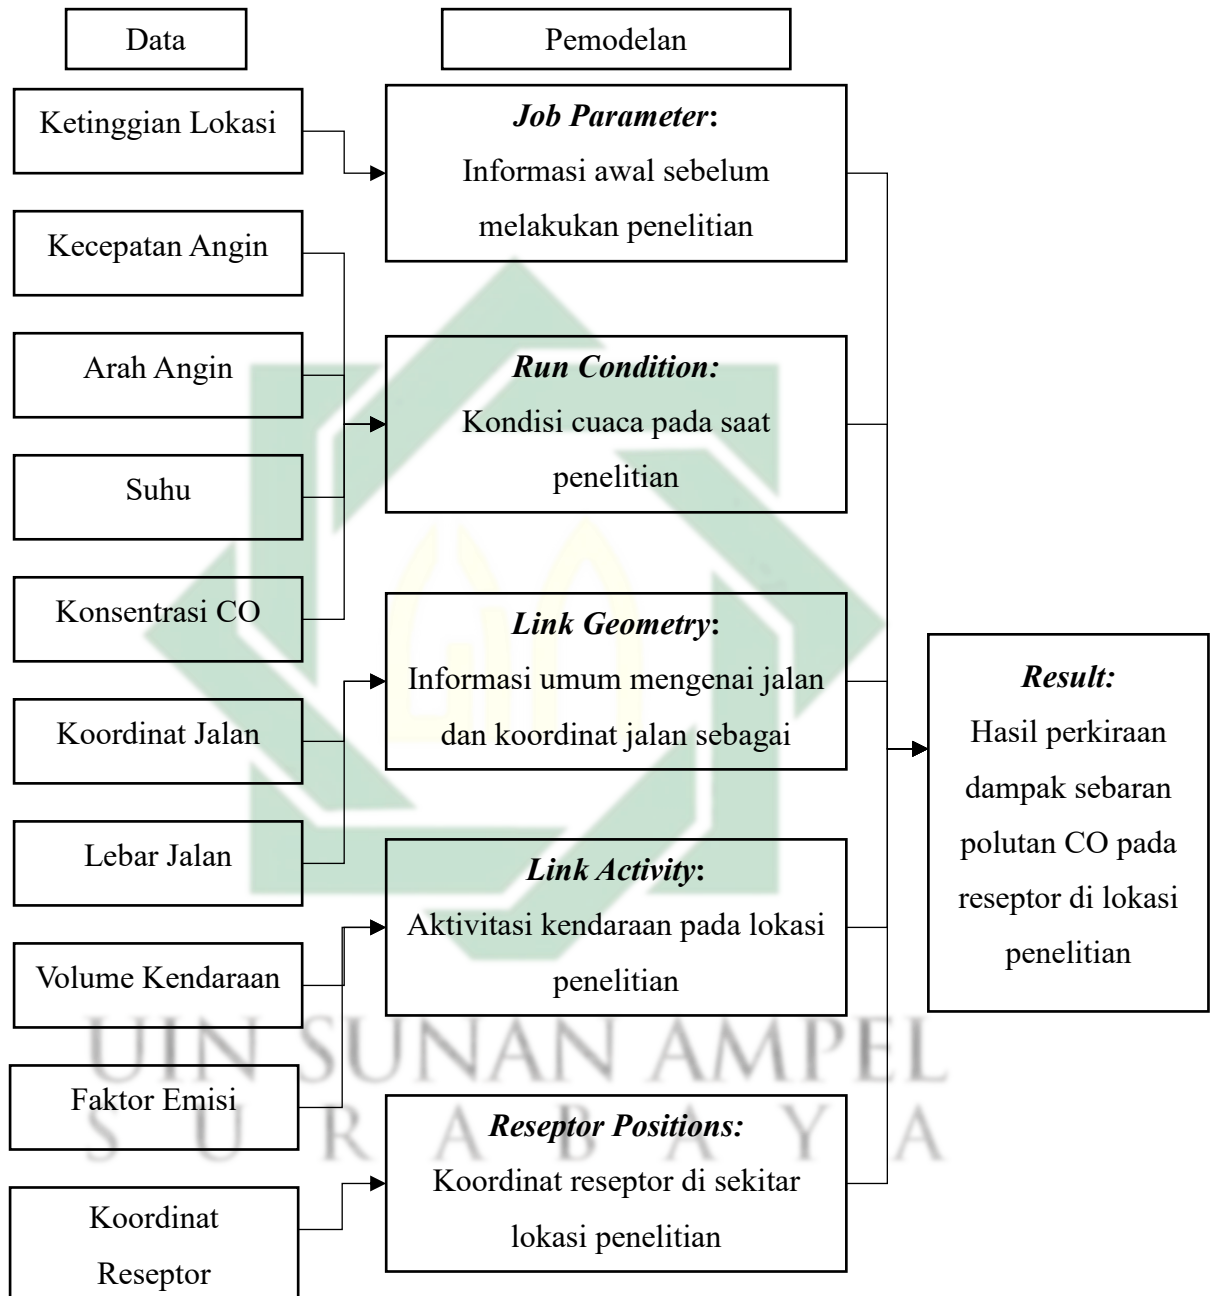 Data
Pemodelan
Ketinggian Lokasi
Kecepatan Angin
Arah Angin
Suhu
Konsentrasi CO
Koordinat Jalan
Lebar Jalan
Volume Kendaraan
Faktor Emisi
Koordinat
Reseptor
Job Parameter:
Informasi awal sebelum
melakukan penelitian
Run Condition:
Kondisi cuaca pada saat
penelitian
Link Geometry:
Informasi umum mengenai jalan
dan koordinat jalan sebagai
Link Activity:
Aktivitasi kendaraan pada lokasi
penelitian
Reseptor Positions:
Koordinat reseptor di sekitar
lokasi penelitian
Result:
Hasil perkiraan
dampak sebaran
polutan CO pada
reseptor di lokasi
penelitian
UIN SUNAN AMPEL
SURABAYA